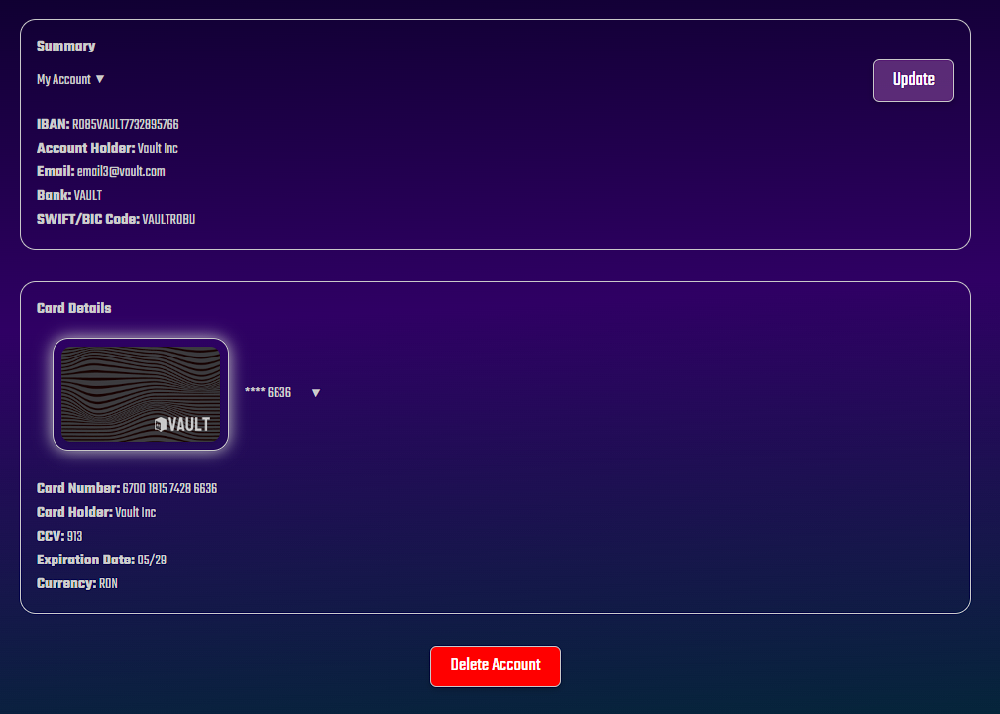 Summary
My Account ▼
Update
IBAN: RO85VAULT7732895766
Account Holder: Vault Inc
Email: email3@vault.com
Bank: VAULT
SWIFT/BIC Code: VAULTROBU
Card Details
VAULT
**** 6636 ▼
Card Number: 6700 1815 7428 6636
Card Holder: Vault Inc
CCV: 913
Expiration Date: 05/29
Currency: RON
Delete Account